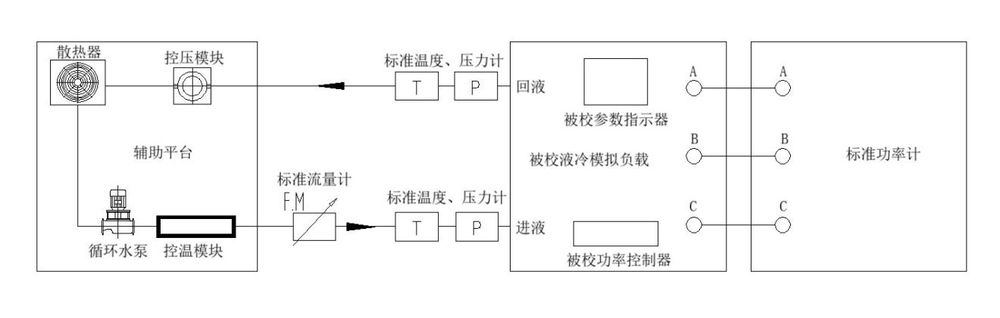 散热器
控压模块
标准温度、压力计
T
P
回液
被校参数指示器
A
A
辅助平台
被校液冷模拟负载
B
B
标准功率计
标准流量计
F.M
标准温度、压力计
T
P
进液
C
C
循环水泵
控温模块
被校功率控制器